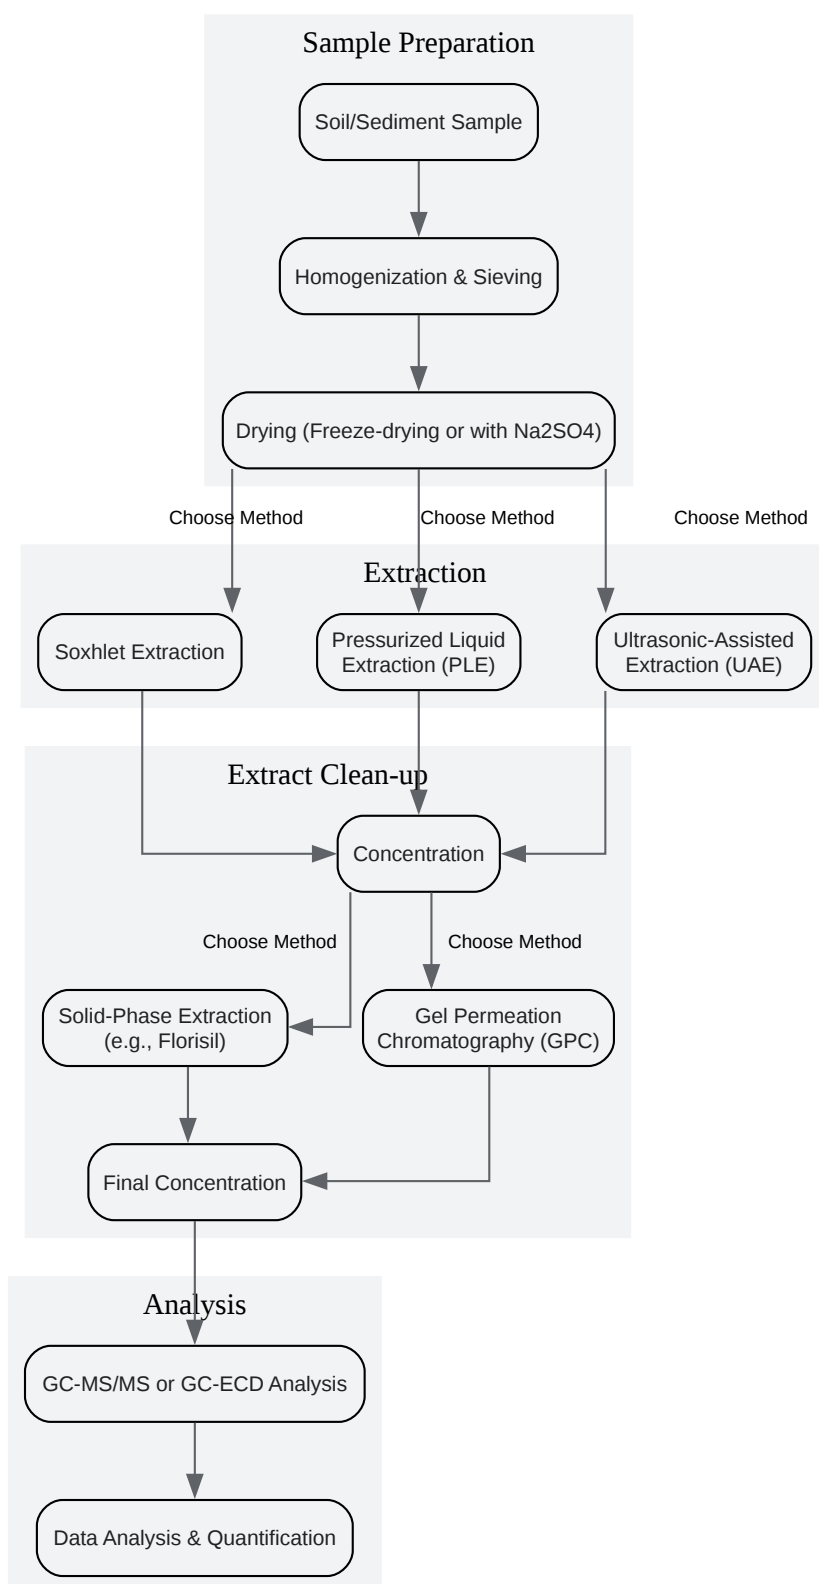 Sample Preparation
Soil/Sediment Sample
Homogenization & Sieving
Drying (Freeze-drying or with Na2SO4)
Choose Method
Choose Method
Choose Method
Extraction
Soxhlet Extraction
Pressurized Liquid
Extraction (PLE)
Ultrasonic-Assisted
Extraction (UAE)
Extract Clean-up
Concentration
Choose Method
Choose Method
Solid-Phase Extraction
(e.g., Florisil)
Gel Permeation
Chromatography (GPC)
Final Concentration
Analysis
GC-MS/MS or GC-ECD Analysis
Data Analysis & Quantification